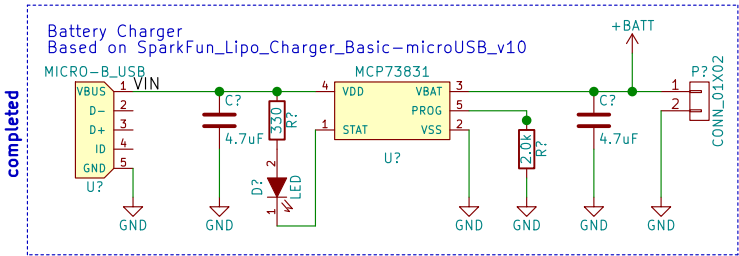 Battery Charger
Based on SparkFun_Lipo_Charger_Basic-microUSB_v10
completed
+BATT
MICRO-B_USB
VIN
VBUS 1
D- 2
D+ 3
ID 4
GND 5
U?
GND
C?
4.7uF
GND
330
R?
2
D?
LED
1
MCP73831
4 VDD
1 STAT
VBAT 3
PROG 5
VSS 2
U?
GND
2.0k
R?
GND
C?
4.7uF
GND
P?
1
2
CONN_01X02
GND